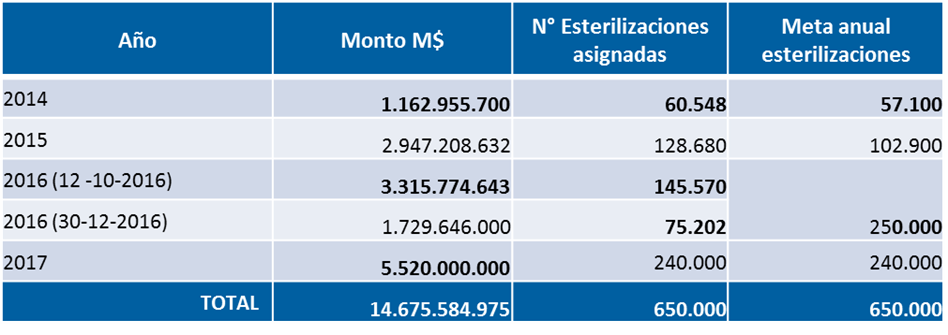 Año Monto M$ N° Esterilizaciones asignadas Meta anual esterilizaciones
2014 1.162.955.700 60.548 57.100
2015 2.947.208.632 128.680 102.900
2016 (12 -10-2016) 3.315.774.643 145.570
2016 (30-12-2016) 1.729.646.000 75.202 250.000
2017 5.520.000.000 240.000 240.000
TOTAL 14.675.584.975 650.000 650.000